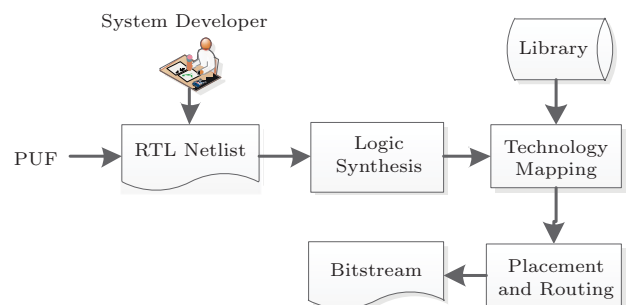 System Developer
Library
PUF
RTL Netlist
Logic
Synthesis
Technology
Mapping
Bitstream
Placement
and Routing